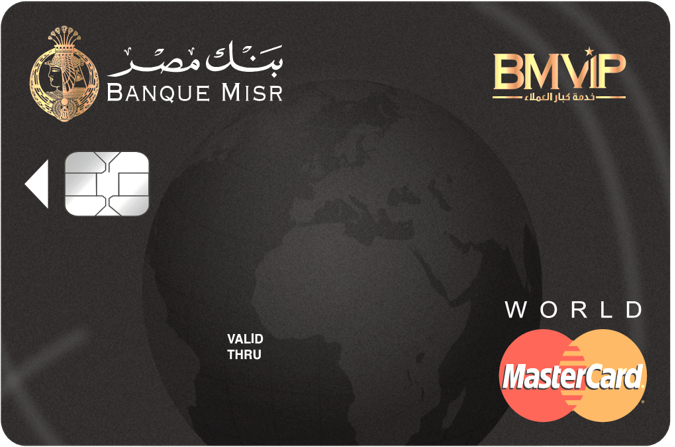 بنك مصر
BANQUE MISR
BMViP
خدمة كبار العملاء
VALID
THRU
WORLD
MasterCard